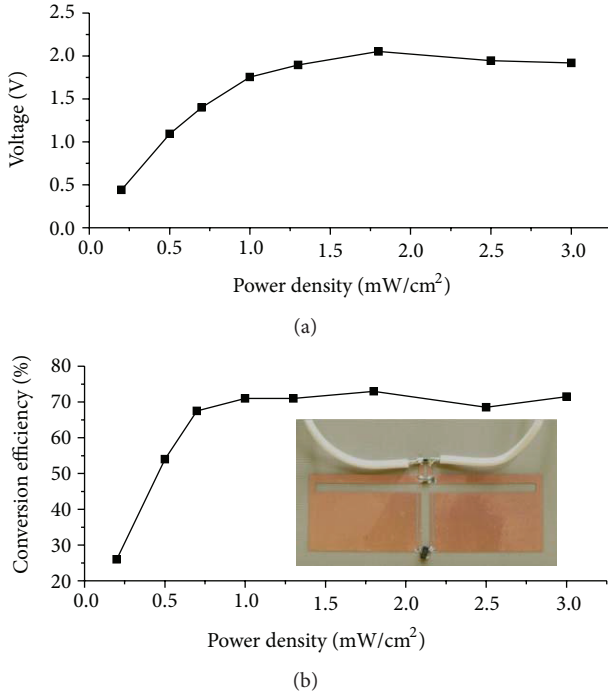 2.5
2.0
1.5
1.0
0.5
0.0
Voltage (V)
0.0 0.5 1.0 1.5 2.0 2.5 3.0
Power density (mW/cm²)
(a)
80
70
60
50
40
30
20
Conversion efficiency (%)
0.0 0.5 1.0 1.5 2.0 2.5 3.0
Power density (mW/cm²)
(b)